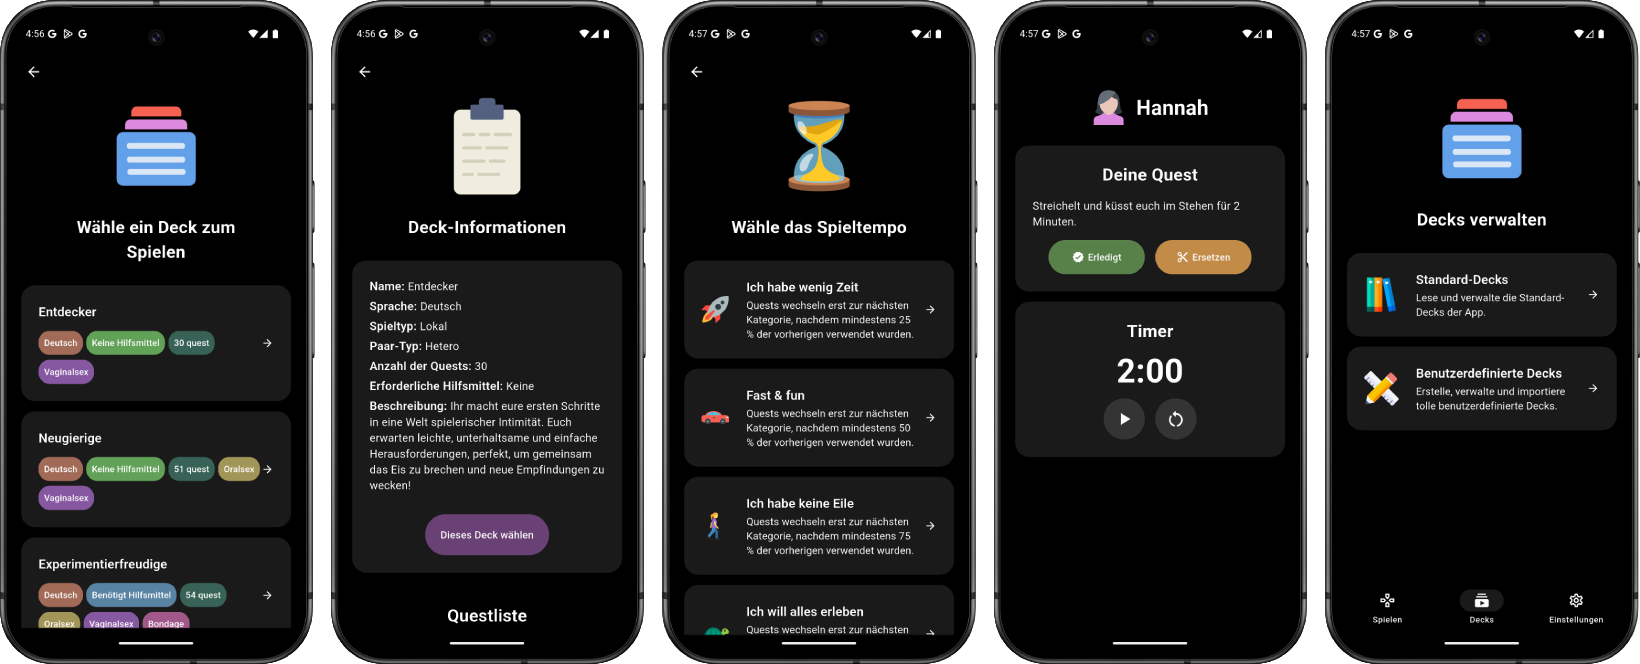 4:56
Wähle ein Deck zum
Spielen
Entdecker
Deutsch Keine Hilfsmittel 30 quest
Vaginalsex
Neugierige
Deutsch Keine Hilfsmittel 51 quest Oralsex
Vaginalsex
Experimentierfreudige
Deutsch Benötigt Hilfsmittel 54 quest
Oralsex Vaginalsex Bondage
4:56
Deck-Informationen
Name: Entdecker
Sprache: Deutsch
Spieltyp: Lokal
Paar-Typ: Hetero
Anzahl der Quests: 30
Erforderliche Hilfsmittel: Keine
Beschreibung: Ihr macht eure ersten Schritte
in eine Welt spielerischer Intimität. Euch
erwarten leichte, unterhaltsame und einfache
Herausforderungen, perfekt, um gemeinsam
das Eis zu brechen und neue Empfindungen zu
wecken!
Dieses Deck wählen
Questliste
4:57
Wähle das Spieltempo
Ich habe wenig Zeit
Quests wechseln erst zur nächsten
Kategorie, nachdem mindestens 25
% der vorherigen verwendet wurden.
Fast & fun
Quests wechseln erst zur nächsten
Kategorie, nachdem mindestens 50
% der vorherigen verwendet wurden.
Ich habe keine Eile
Quests wechseln erst zur nächsten
Kategorie, nachdem mindestens 75
% der vorherigen verwendet wurden.
Ich will alles erleben
Quests wechseln erst zur nächsten
4:57
Hannah
Deine Quest
Streichelt und küsst euch im Stehen für 2
Minuten.
Erledigt Ersetzen
Timer
2:00
4:57
Decks verwalten
Standard-Decks
Lese und verwalte die Standard-
Decks der App.
Benutzerdefinierte Decks
Erstelle, verwalte und importiere
tolle benutzerdefinierte Decks.
Spielen Decks Einstellungen